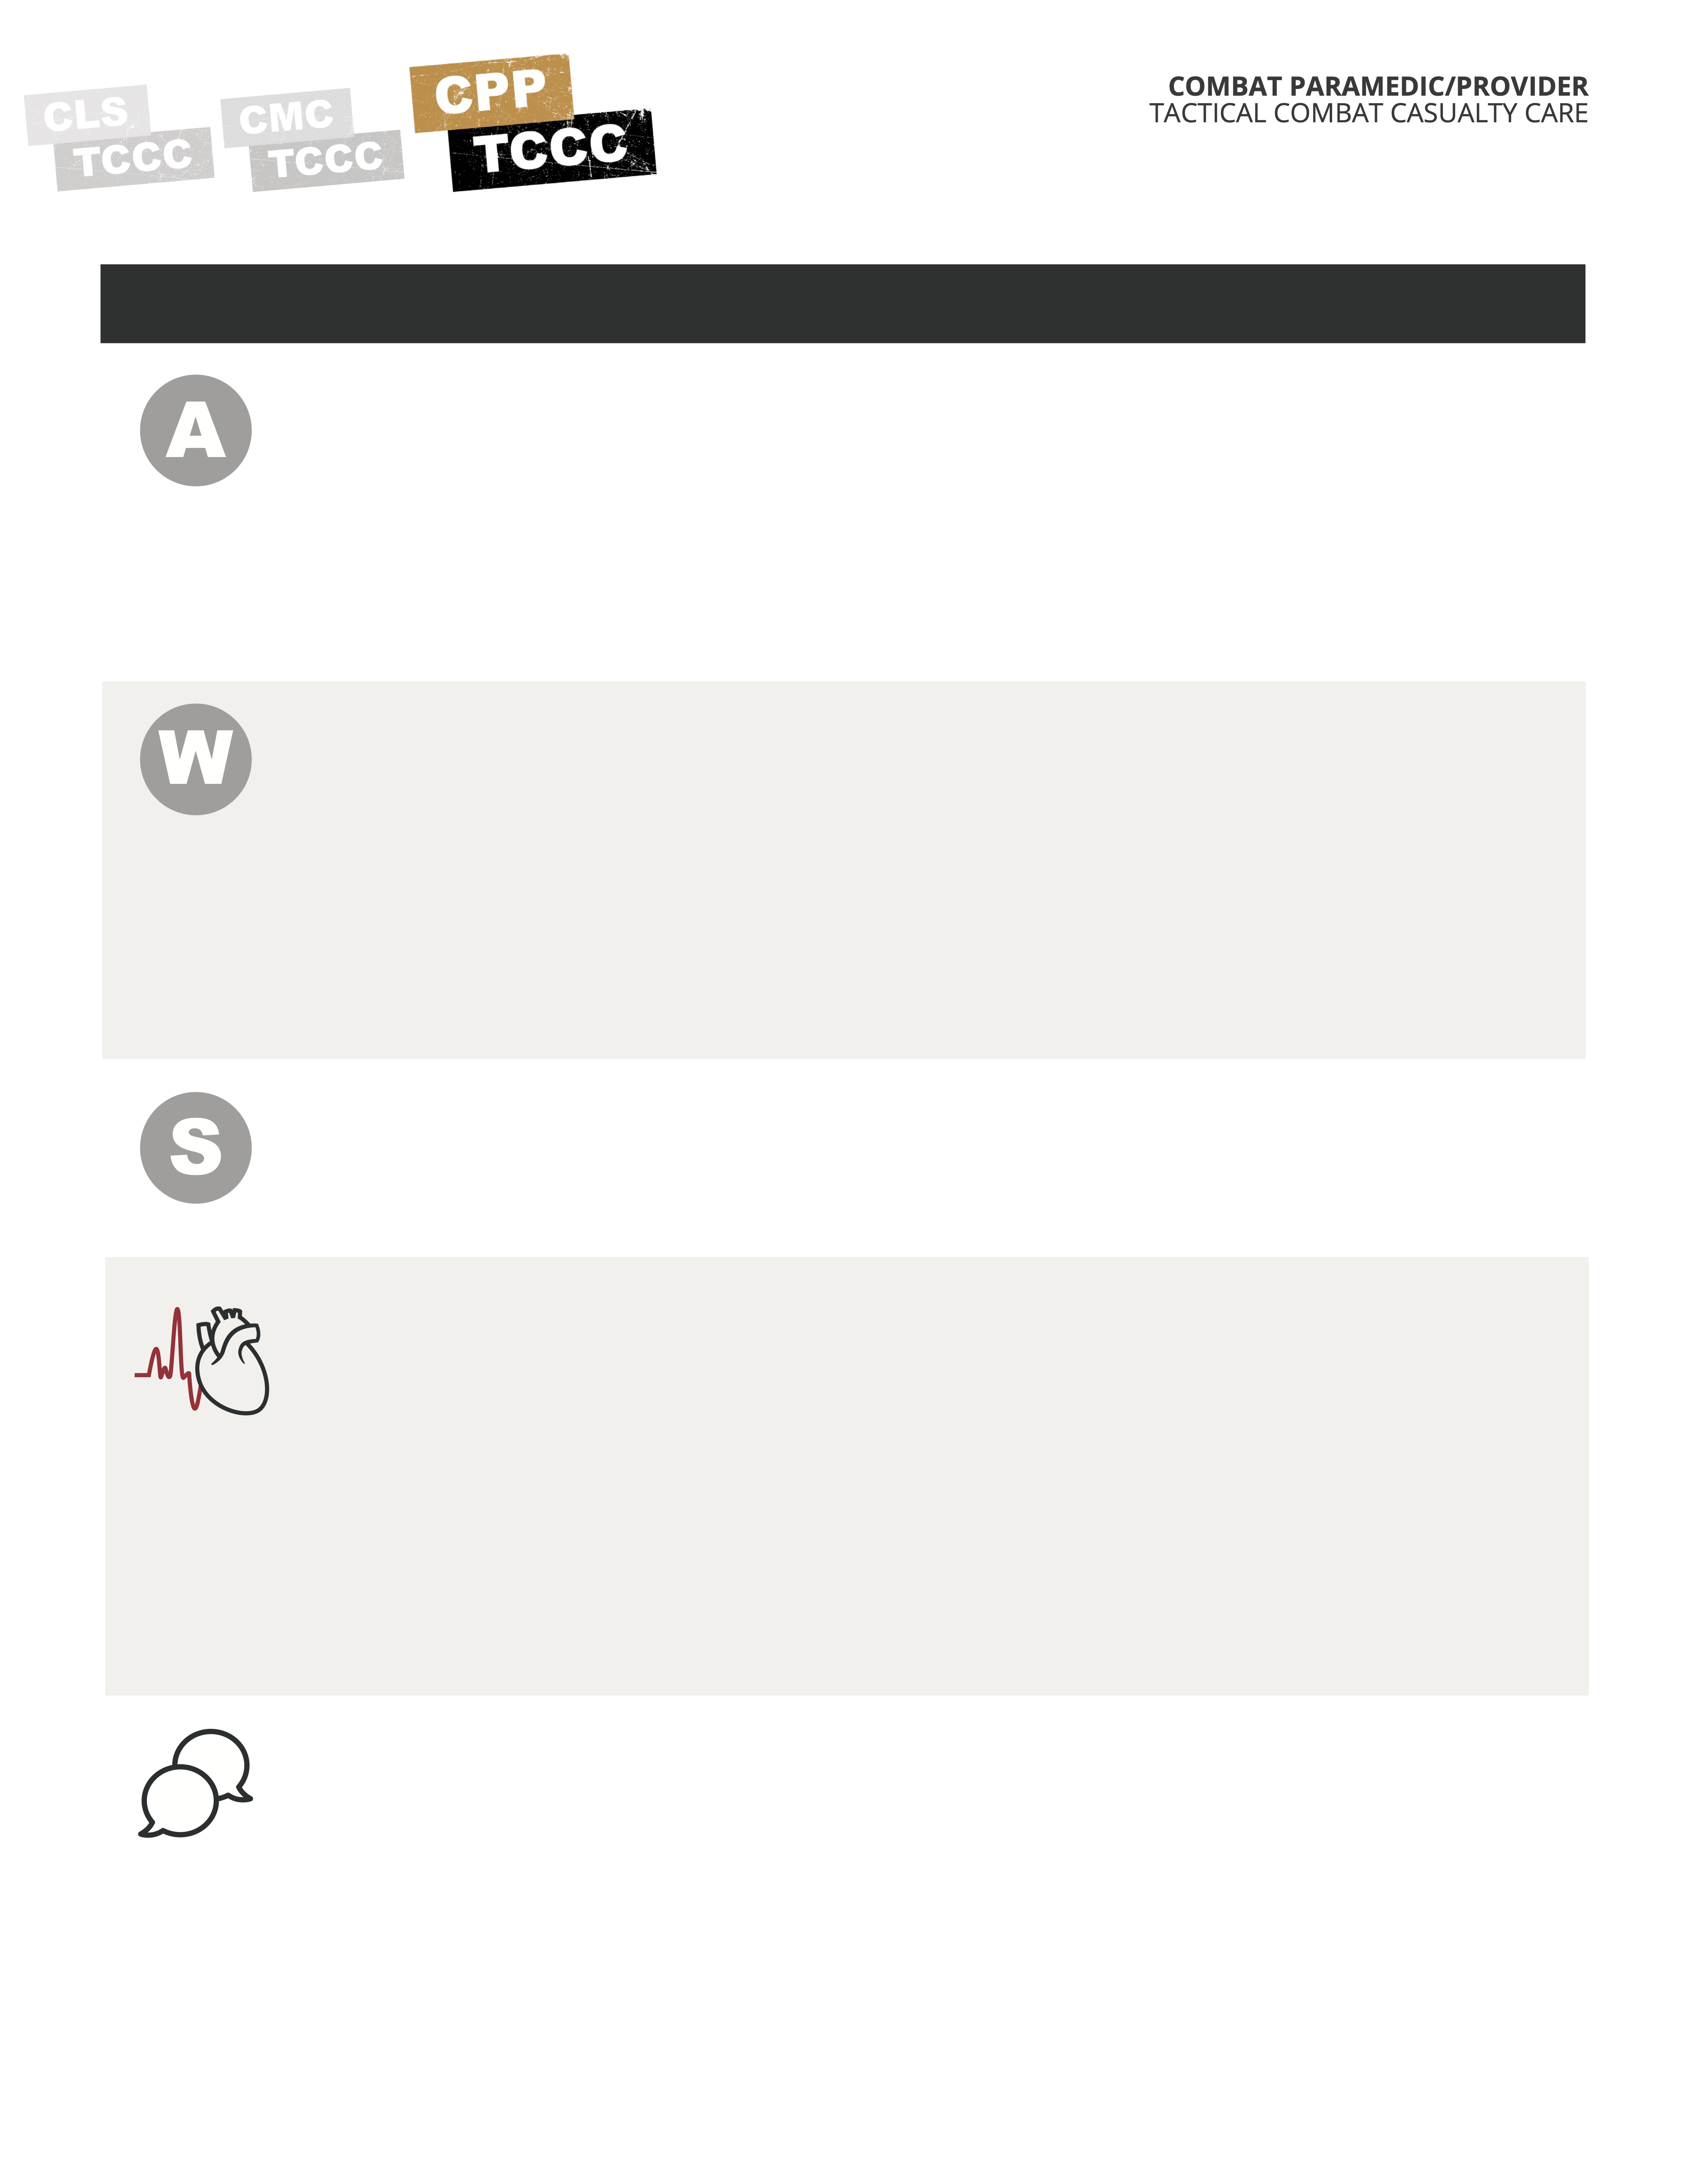 CLS
TCCC
CMC
TCCC
CPP
TCCC
COMBAT PARAMEDIC/PROVIDER
TACTICAL COMBAT CASUALTY CARE
A
W
S